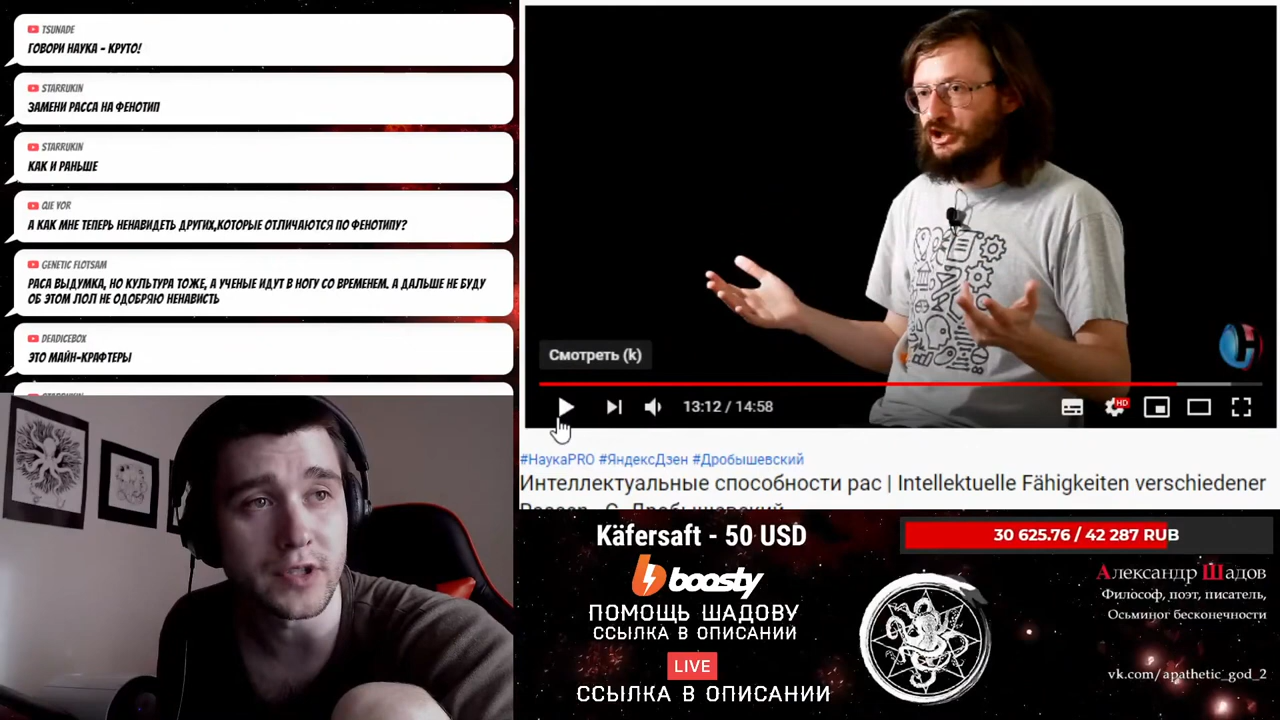 TSUNADE
ГОВОРИ НАУКА - КРУТО!
STARRUKIN
ЗАМЕНИ РАССА НА ФЕНОТИП
STARRUKIN
КАК И РАНЬШЕ
QIE YOR
А КАК МНЕ ТЕПЕРЬ НЕНАВИДЕТЬ ДРУГИХ,КОТОРЫЕ ОТЛИЧАЮТСЯ ПО ФЕНОТИПУ?
GENETIC FLOTSAM
РАСА ВЫДУМКА, НО КУЛЬТУРА ТОЖЕ, А УЧЕНЫЕ ИДУТ В НОГУ СО ВРЕМЕНЕМ. А ДАЛЬШЕ НЕ БУДУ
ОБ ЭТОМ ЛОЛ НЕ ОДОБРЯЮ НЕНАВИСТЬ
DEADICEBOX
ЭТО МАЙН-КРАФТЕРЫ
Смотреть (k)
13:12 / 14:58
HD
#НаукаPRO #ЯндексДзен #Дробышевский
Интеллектуальные способности рас | Intellektuelle Fähigkeiten verschiedener
Käfersaft - 50 USD
boosty
ПОМОЩЬ ШАДОВУ
ССЫЛКА В ОПИСАНИИ
LIVE
ССЫЛКА В ОПИСАНИИ
30 625.76 / 42 287 RUB
Александр Шадов
Философ, поэт, писатель,
Осьминог бесконечности
vk.com/apathetic_god_2